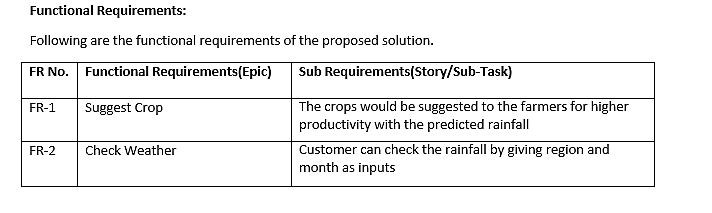 Functional Requirements:
Following are the functional requirements of the proposed solution.
FR No. Functional Requirements(Epic) Sub Requirements(Story/Sub-Task)
FR-1 Suggest Crop The crops would be suggested to the farmers for higher
productivity with the predicted rainfall
FR-2 Check Weather Customer can check the rainfall by giving region and
month as inputs